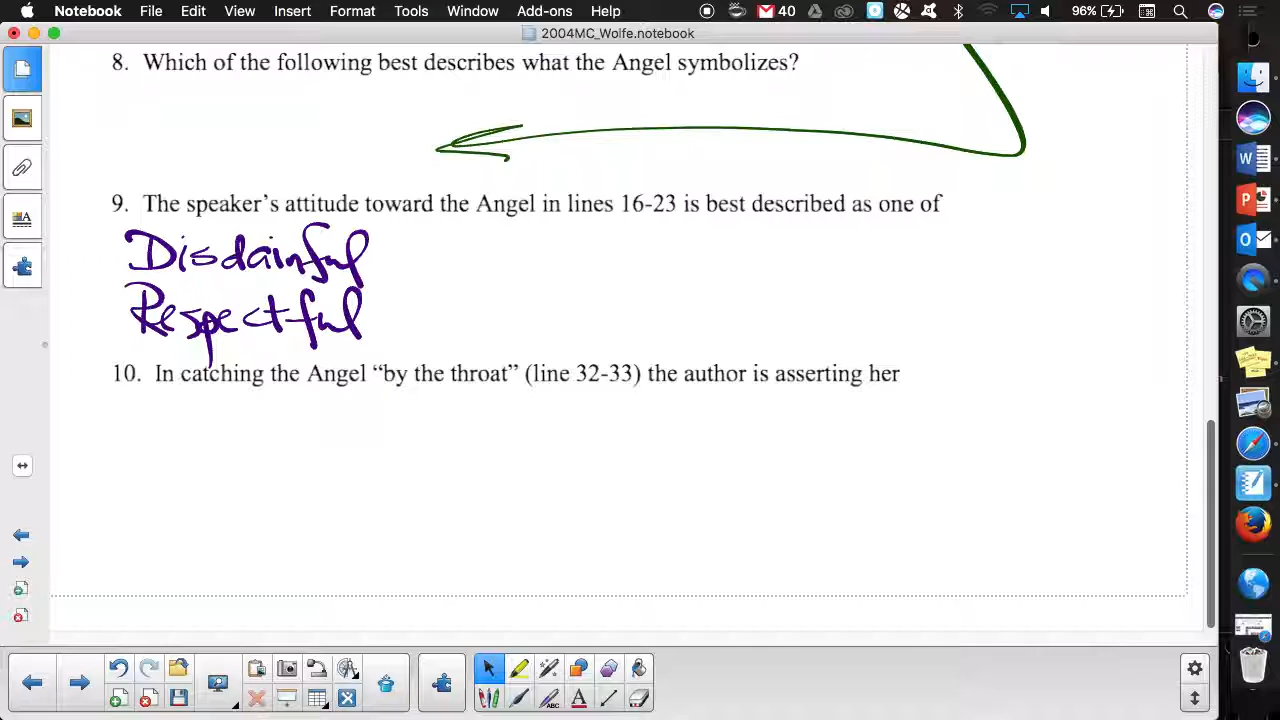 Notebook File Edit View Insert Format Tools Window Add-ons Help 40 96%
2004MC_Wolfe.notebook
8. Which of the following best describes what the Angel symbolizes?
9. The speaker's attitude toward the Angel in lines 16-23 is best described as one of
Disdainful
Respectful
10. In catching the Angel “by the throat” (line 32-33) the author is asserting her